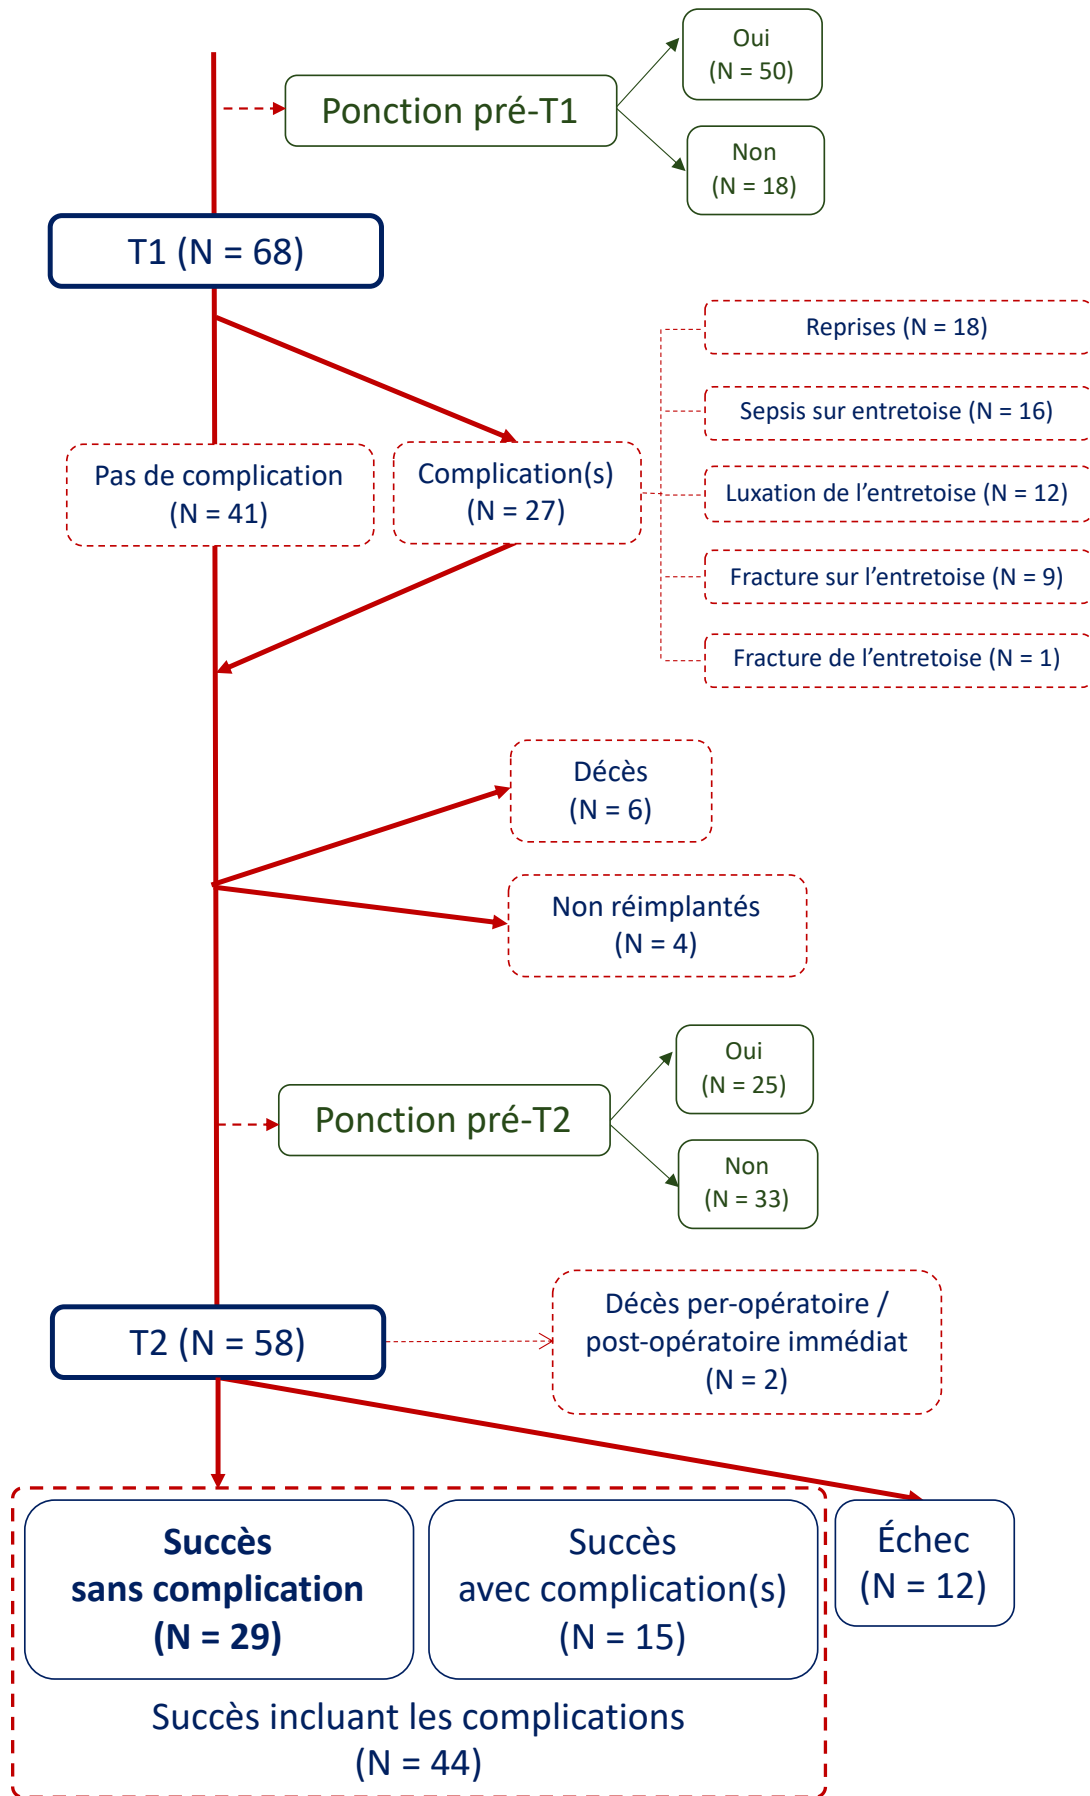 Oui
(N = 50)
Ponction pré-T1
Non
(N = 18)
T1 (N = 68)
Reprises (N = 18)
Sepsis sur entretoise (N = 16)
Pas de complication
(N = 41)
Complication(s)
(N = 27)
Luxation de l’entretoise (N = 12)
Fracture sur l’entretoise (N = 9)
Fracture de l’entretoise (N = 1)
Décès
(N = 6)
Non réimplantés
(N = 4)
Oui
(N = 25)
Ponction pré-T2
Non
(N = 33)
T2 (N = 58)
Décès per-opératoire /
post-opératoire immédiat
(N = 2)
Succès
sans complication
(N = 29)
Succès
avec complication(s)
(N = 15)
Échec
(N = 12)
Succès incluant les complications
(N = 44)